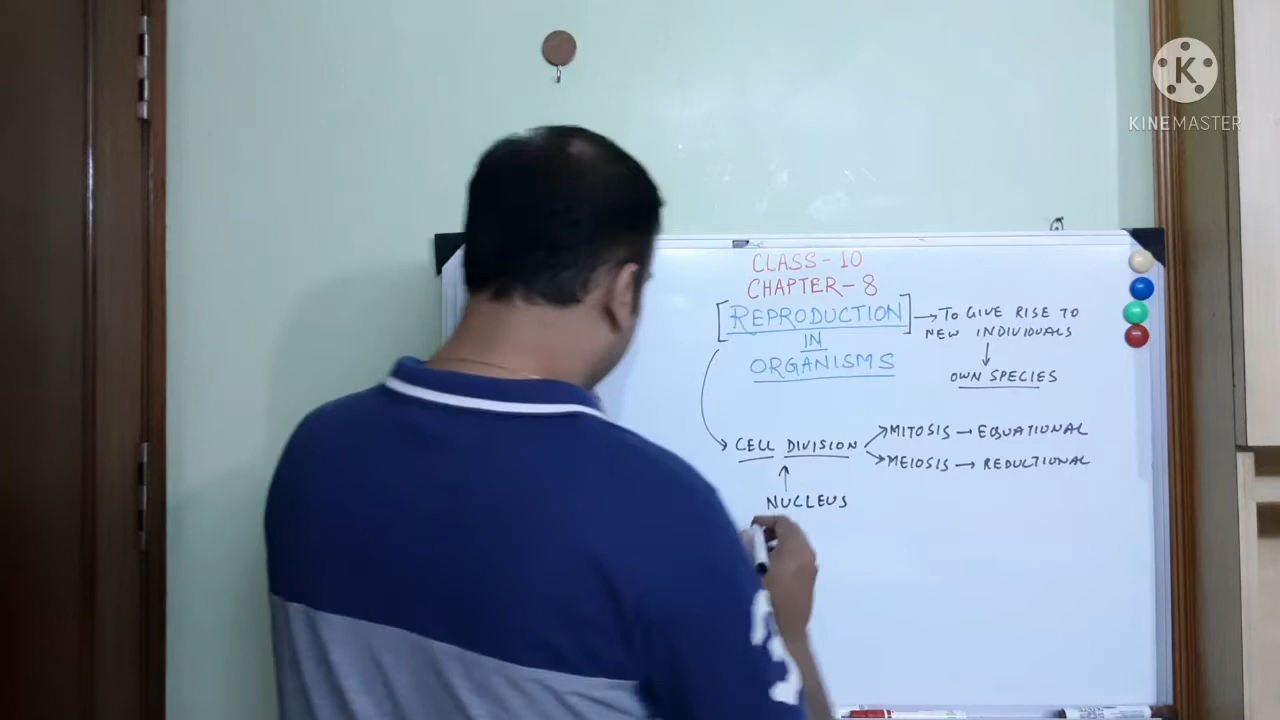 CLASS-10
CHAPTER-8
REPRODUCTION → TO GIVE RISE TO
NEW INDIVIDUALS
IN
ORGANISMS
OWN SPECIES
CELL DIVISION
MITOSIS → EQUATIONAL
MEIOSIS → REDUCTIONAL
NUCLEUS
K
KINEMASTER